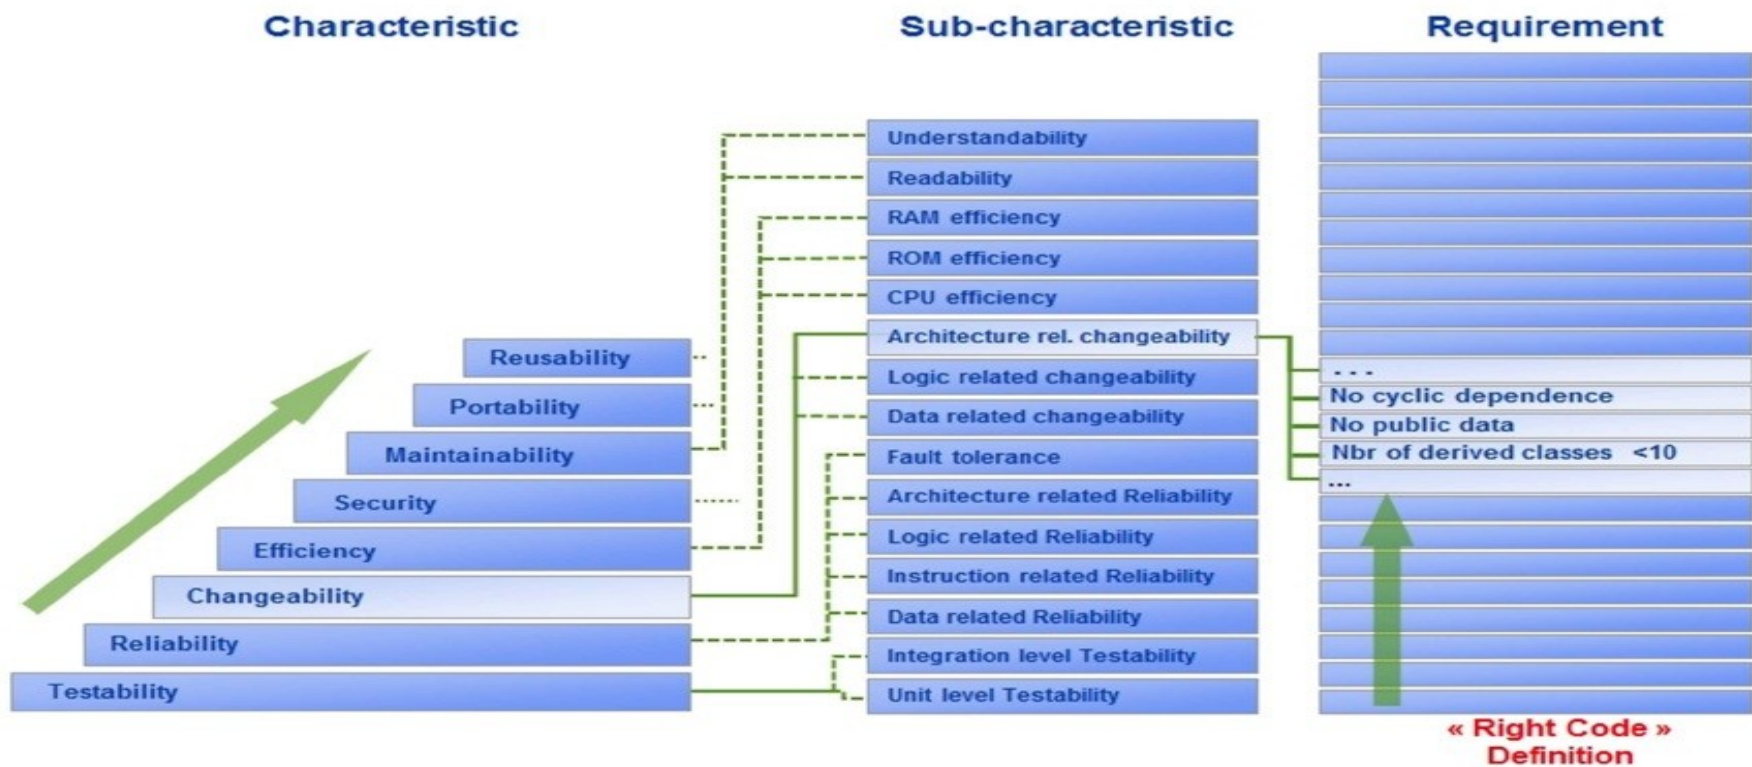 Characteristic
Sub-characteristic
Requirement
Reusability
Portability
Maintainability
Security
Efficiency
Changeability
Reliability
Testability
Understandability
Readability
RAM efficiency
ROM efficiency
CPU efficiency
Architecture rel. changeability
Logic related changeability
Data related changeability
Fault tolerance
Architecture related Reliability
Logic related Reliability
Instruction related Reliability
Data related Reliability
Integration level Testability
Unit level Testability
. . .
No cyclic dependence
No public data
Nbr of derived classes <10
...
« Right Code »
Definition